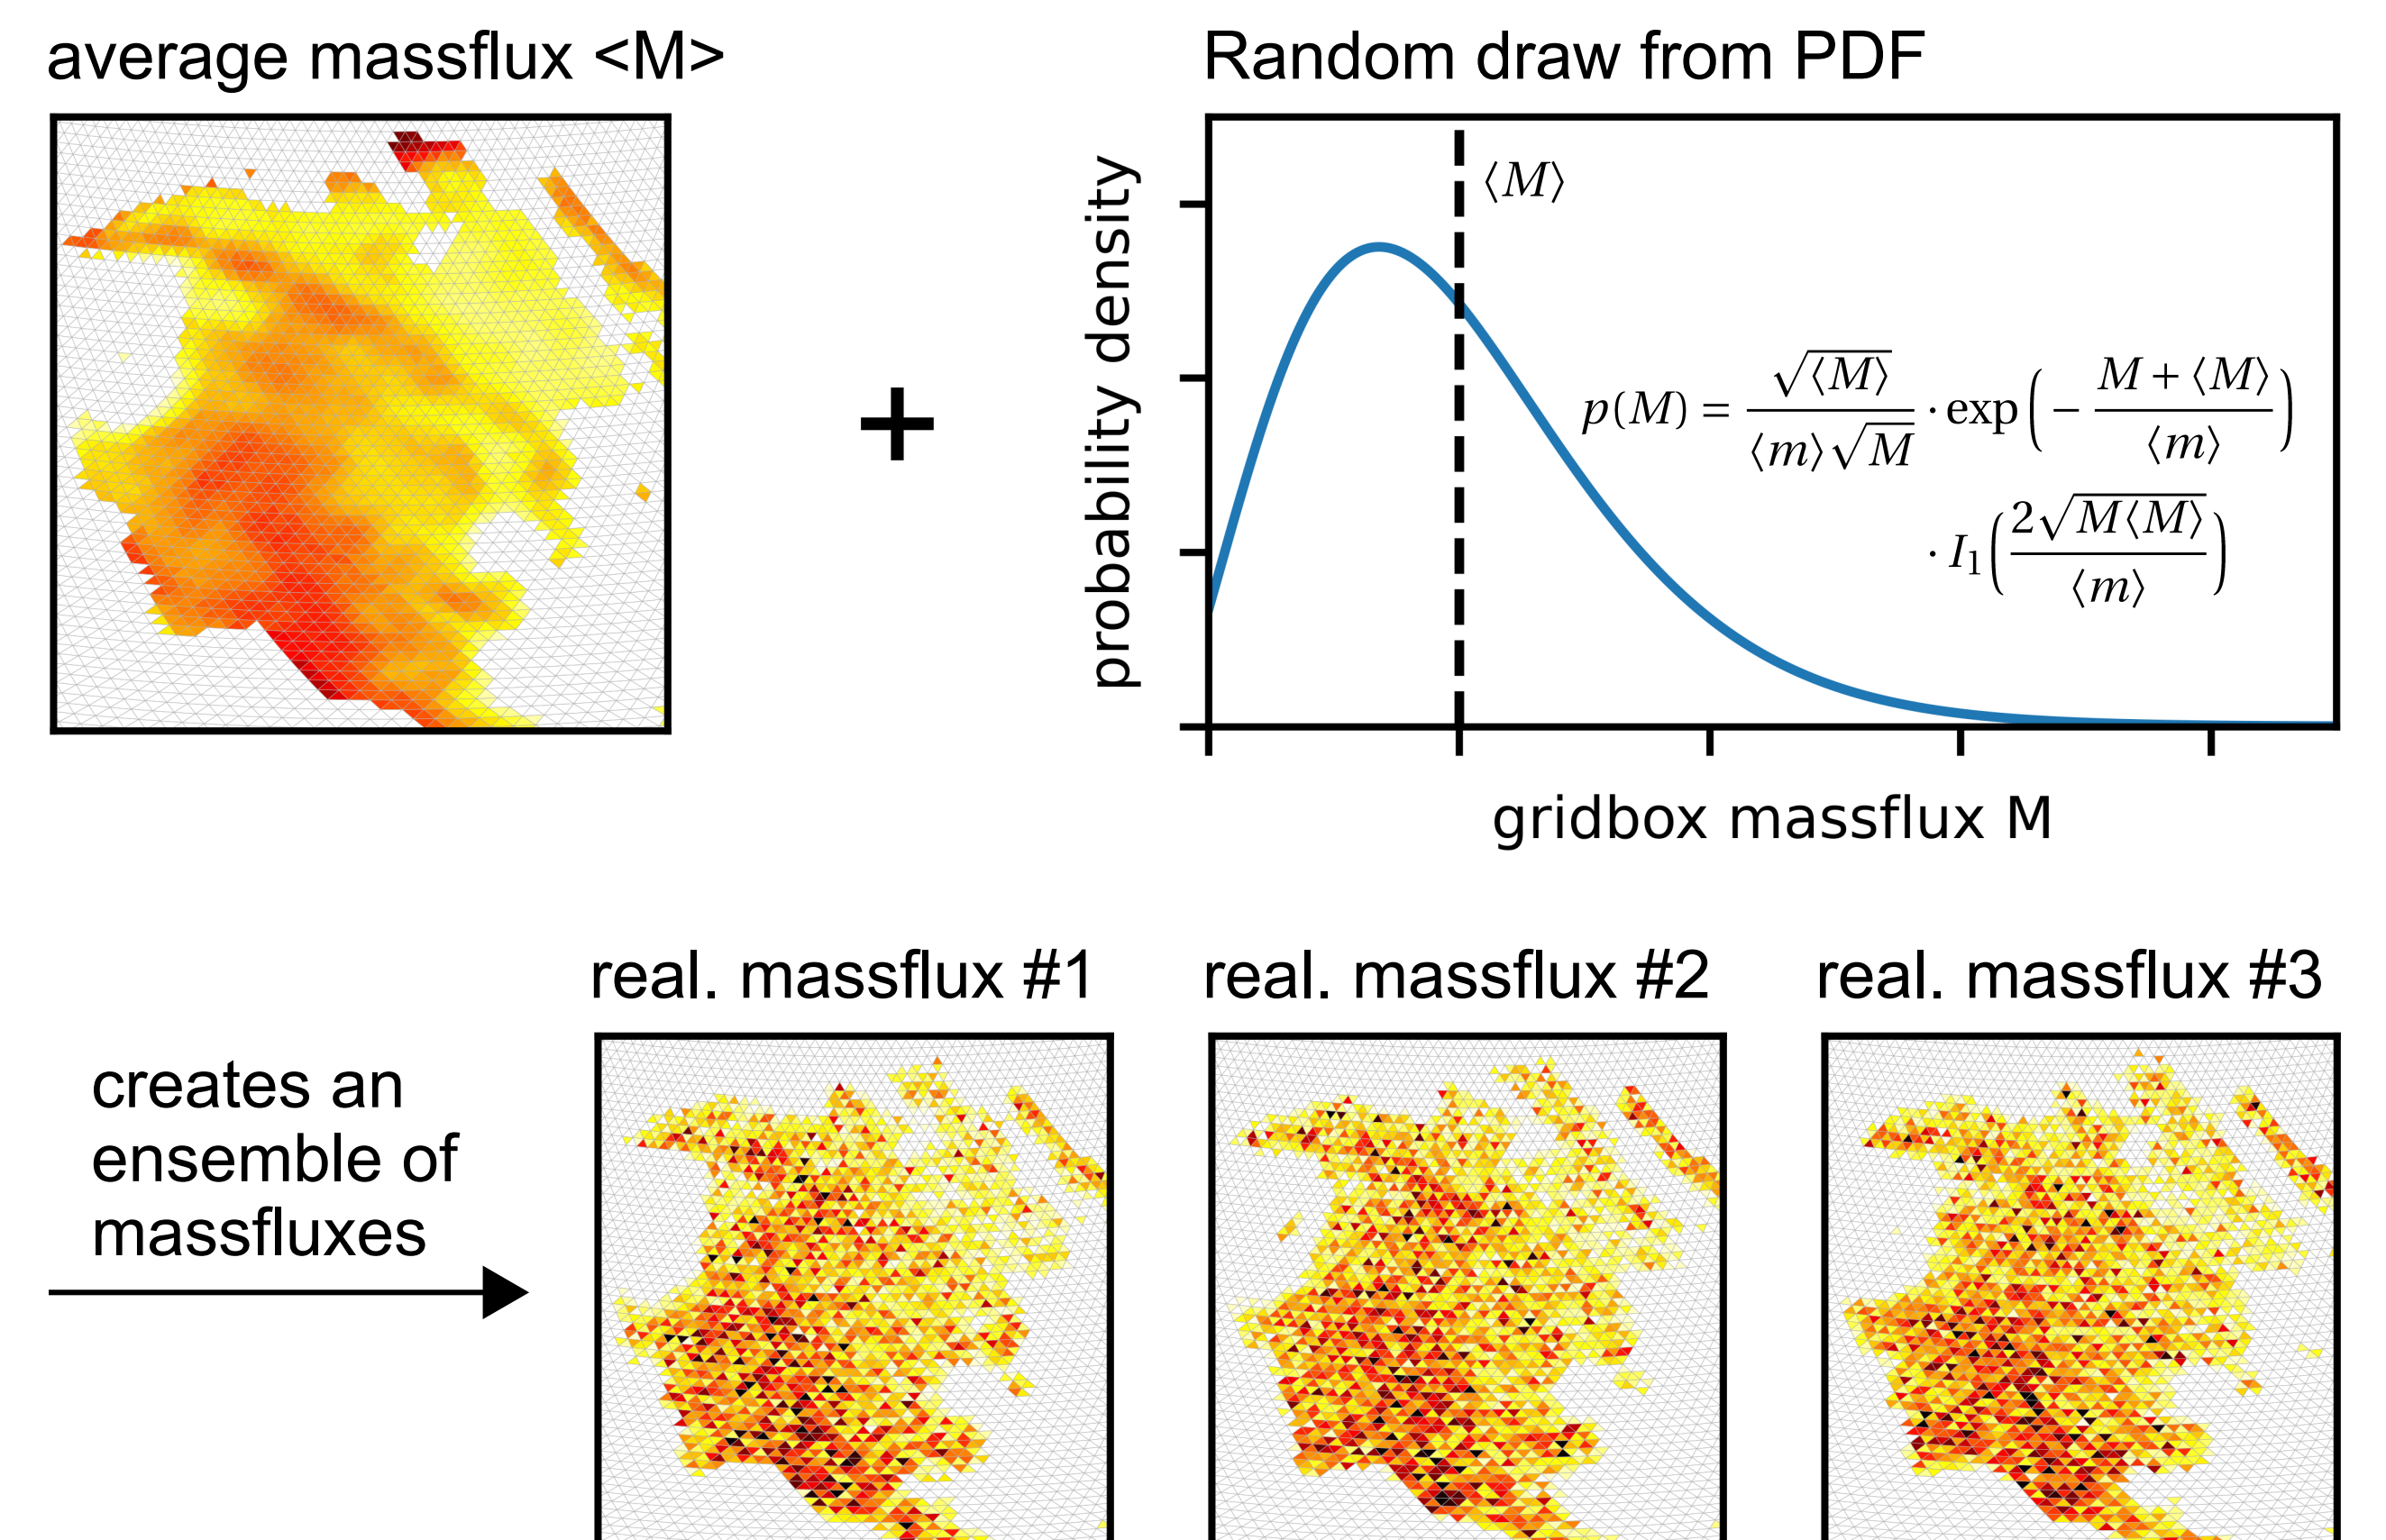 average massflux <M>
Random draw from PDF
probability density
⟨M⟩
p(M) = √⟨M⟩ / (⟨m⟩√M) · exp(− (M + ⟨M⟩) / ⟨m⟩)
· I₁(2√(M⟨M⟩) / ⟨m⟩)
+
gridbox massflux M
creates an
ensemble of
massfluxes
real. massflux #1
real. massflux #2
real. massflux #3